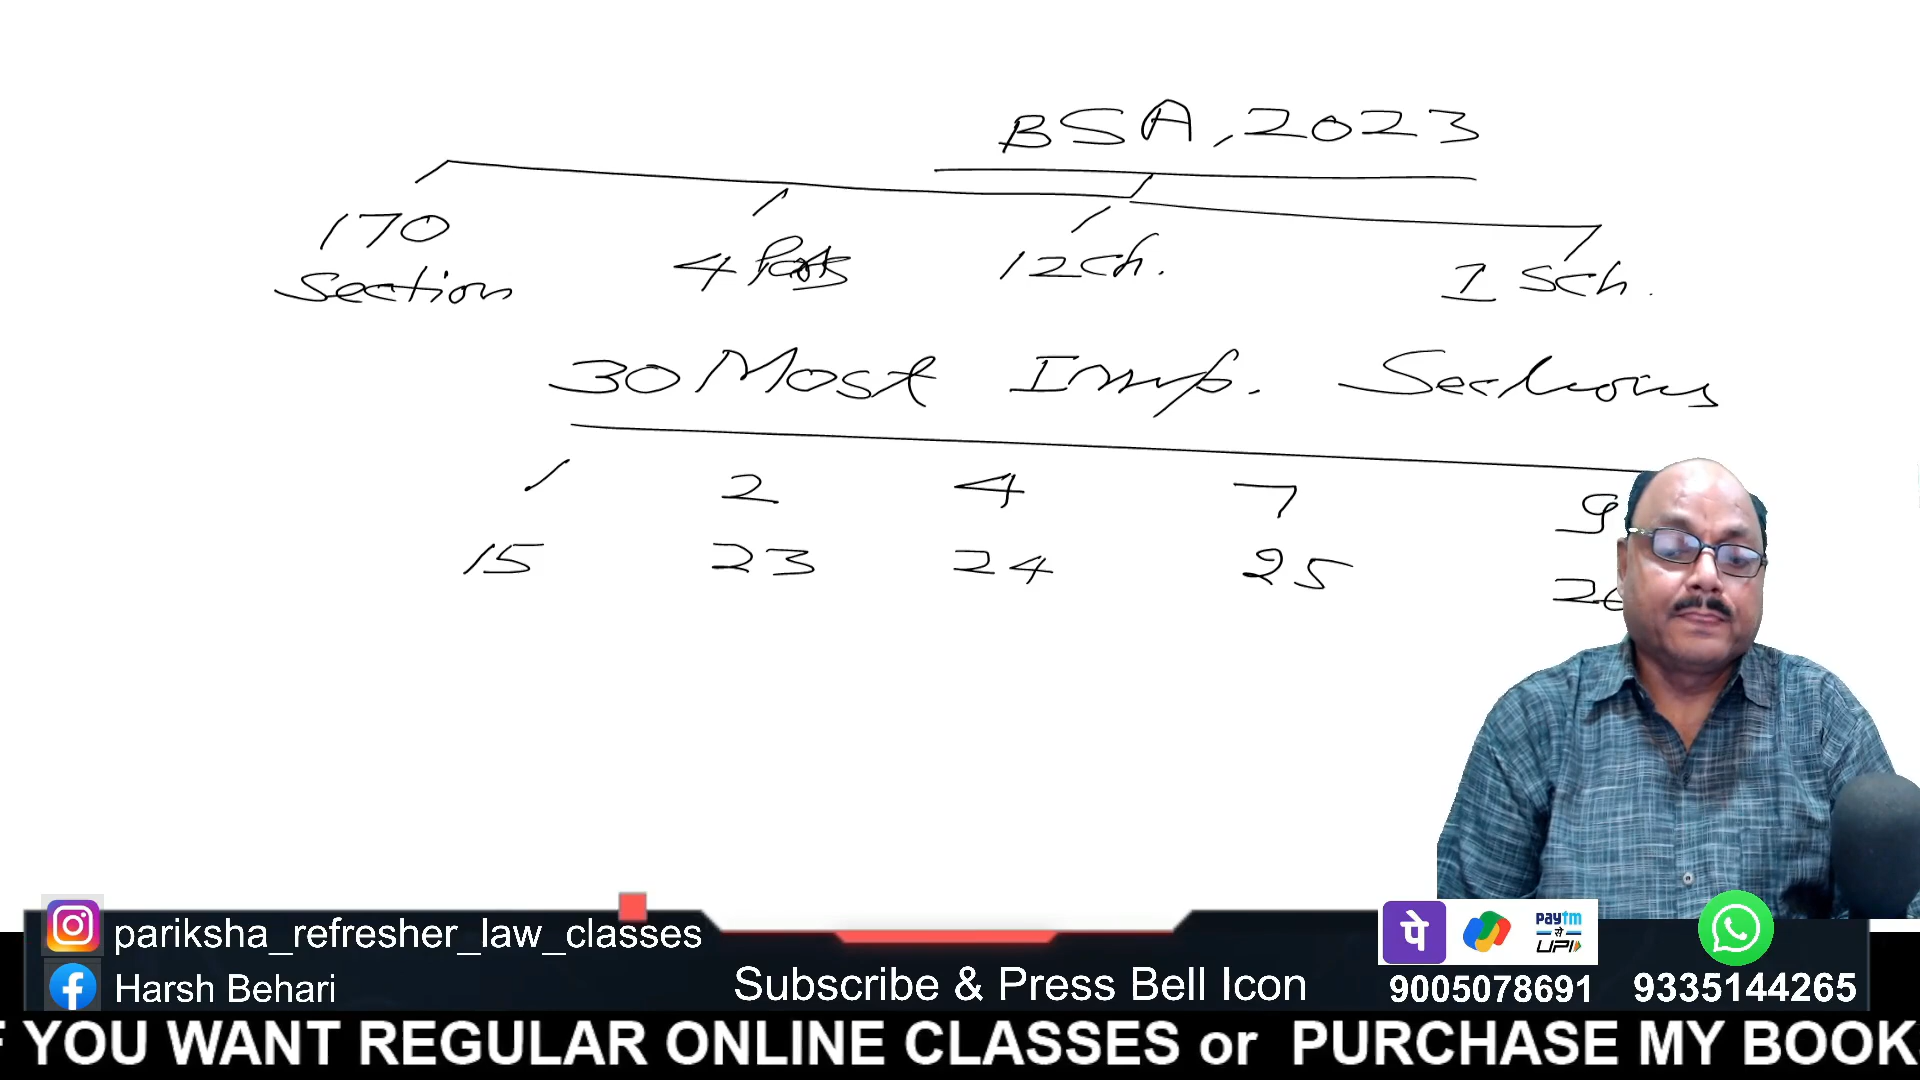 BSA, 2023
170 Section
4 Parts
12 Ch.
1 Sch.
30 Most Imp. Sections
1 2 4 7 9
15 23 24 25 26
pariksha_refresher_law_classes
Harsh Behari
Subscribe & Press Bell Icon
पे
paytm
से
UPI
9005078691
9335144265
F YOU WANT REGULAR ONLINE CLASSES or PURCHASE MY BOOK